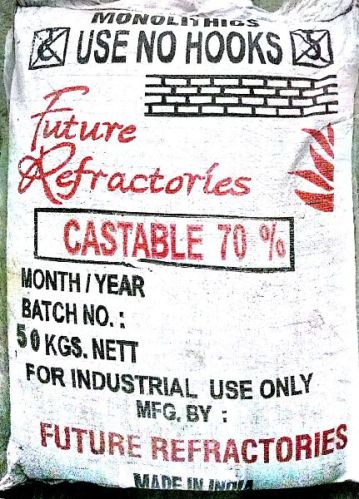 MONOLITHICS
USE NO HOOKS
Future
Refractories
CASTABLE 70 %
MONTH / YEAR
BATCH NO. :
50 KGS. NETT
FOR INDUSTRIAL USE ONLY
MFG. BY :
FUTURE REFRACTORIES
MADE IN INDIA